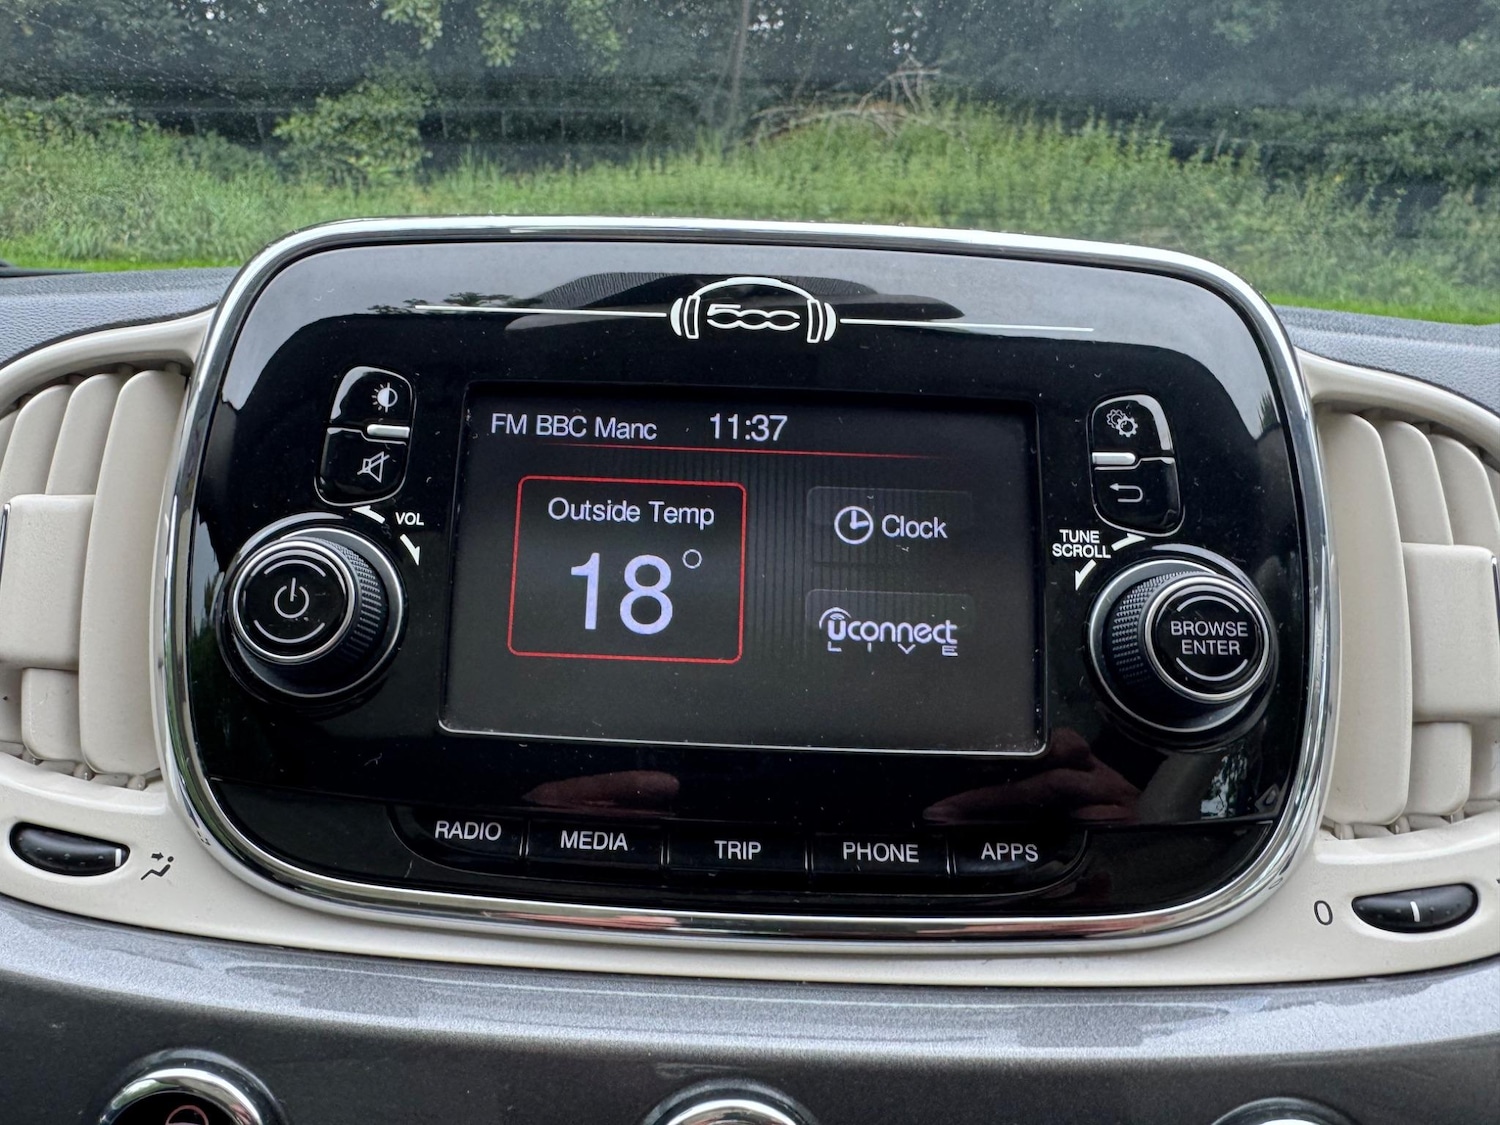 500
FM BBC Manc 11:37
Outside Temp
18°
Clock
uconnect
LIVE
VOL
TUNE
SCROLL
BROWSE
ENTER
RADIO MEDIA TRIP PHONE APPS
0